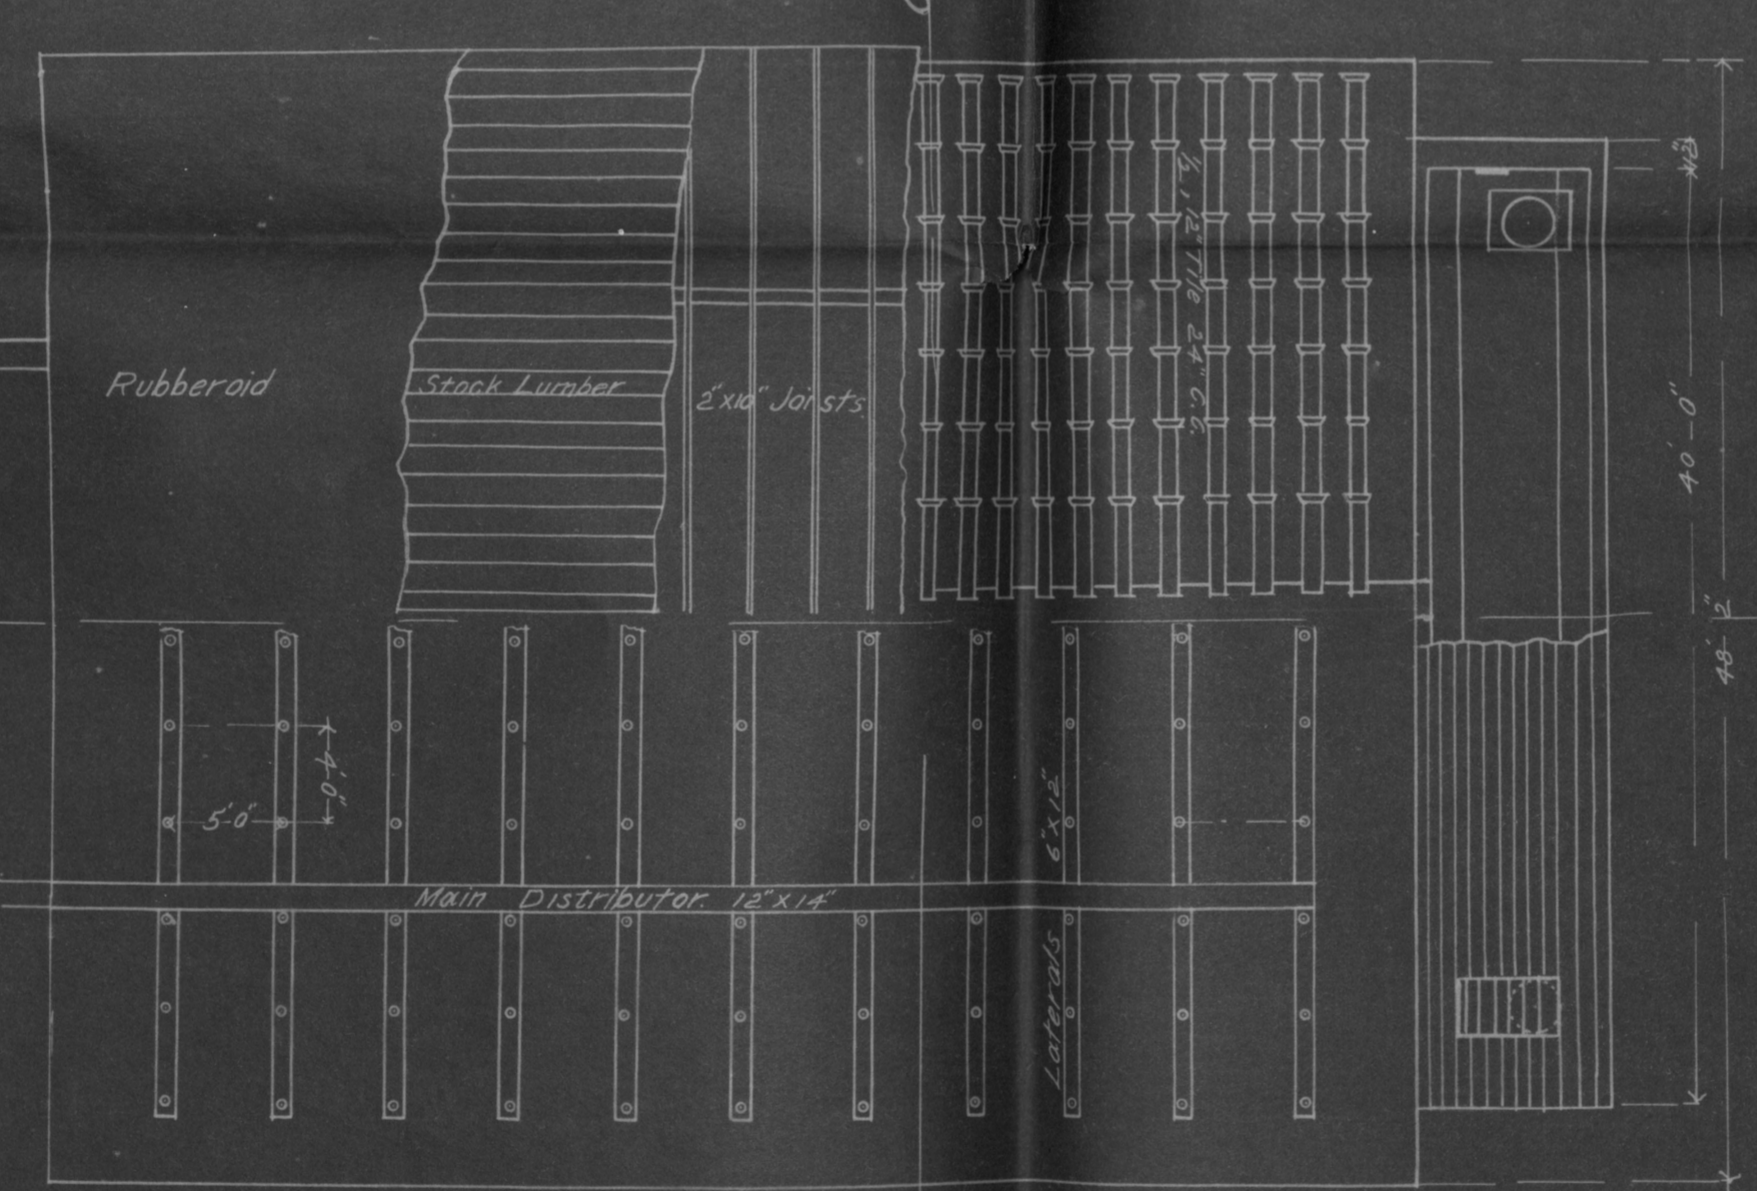 Rubberoid
Stock Lumber
2"x10" Joists.
½, 12" Tile 24" C.C.
12"
40'-0"
48'-2"
4'-0"
5'-0"
6"x12"
Laterals
Main Distributor. 12"x14"